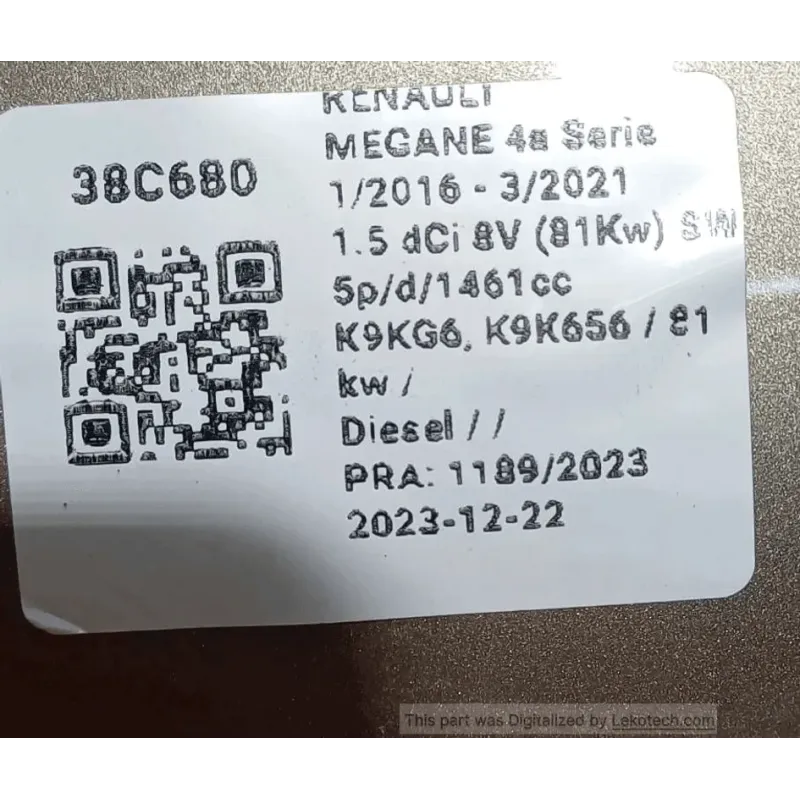 38C680
RENAULT
MEGANE 4a Serie
1/2016 - 3/2021
1.5 dCi 8V (81Kw) SW
5p/d/1461cc
K9KG6, K9K656 / 81
kw /
Diesel / /
PRA: 1189/2023
2023-12-22
This part was Digitalized by Lekotech.com